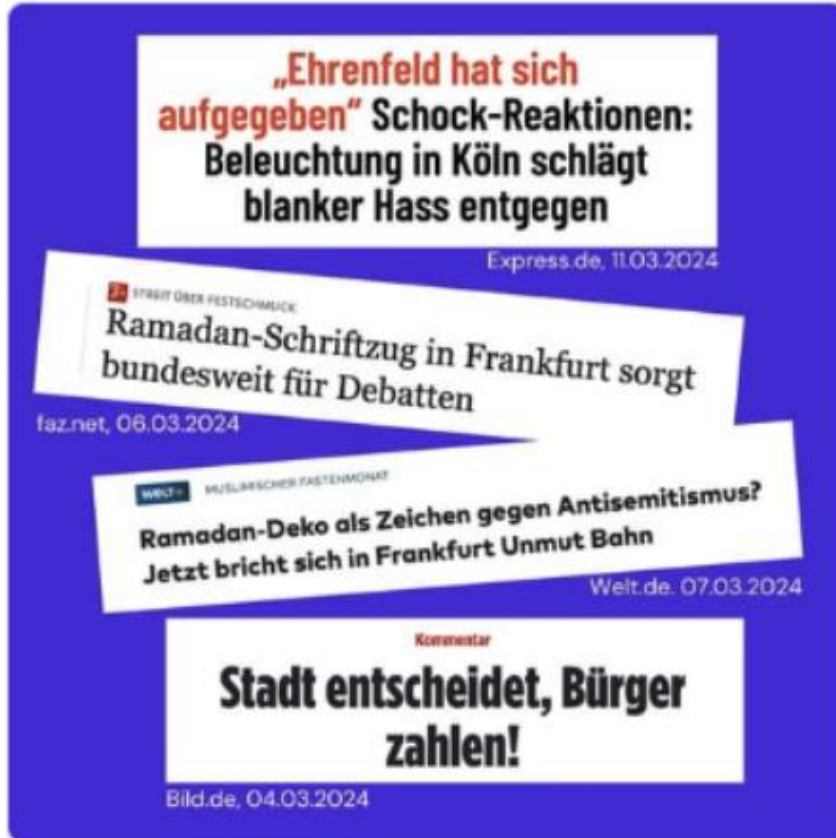 „Ehrenfeld hat sich
aufgegeben“ Schock-Reaktionen:
Beleuchtung in Köln schlägt
blanker Hass entgegen
Express.de, 11.03.2024
STREIT ÜBER FESTSCHMUCK
Ramadan-Schriftzug in Frankfurt sorgt
bundesweit für Debatten
faz.net, 06.03.2024
WELT+ MUSLIMISCHER FASTENMONAT
Ramadan-Deko als Zeichen gegen Antisemitismus?
Jetzt bricht sich in Frankfurt Unmut Bahn
Welt.de. 07.03.2024
Kommentar
Stadt entscheidet, Bürger
zahlen!
Bild.de, 04.03.2024